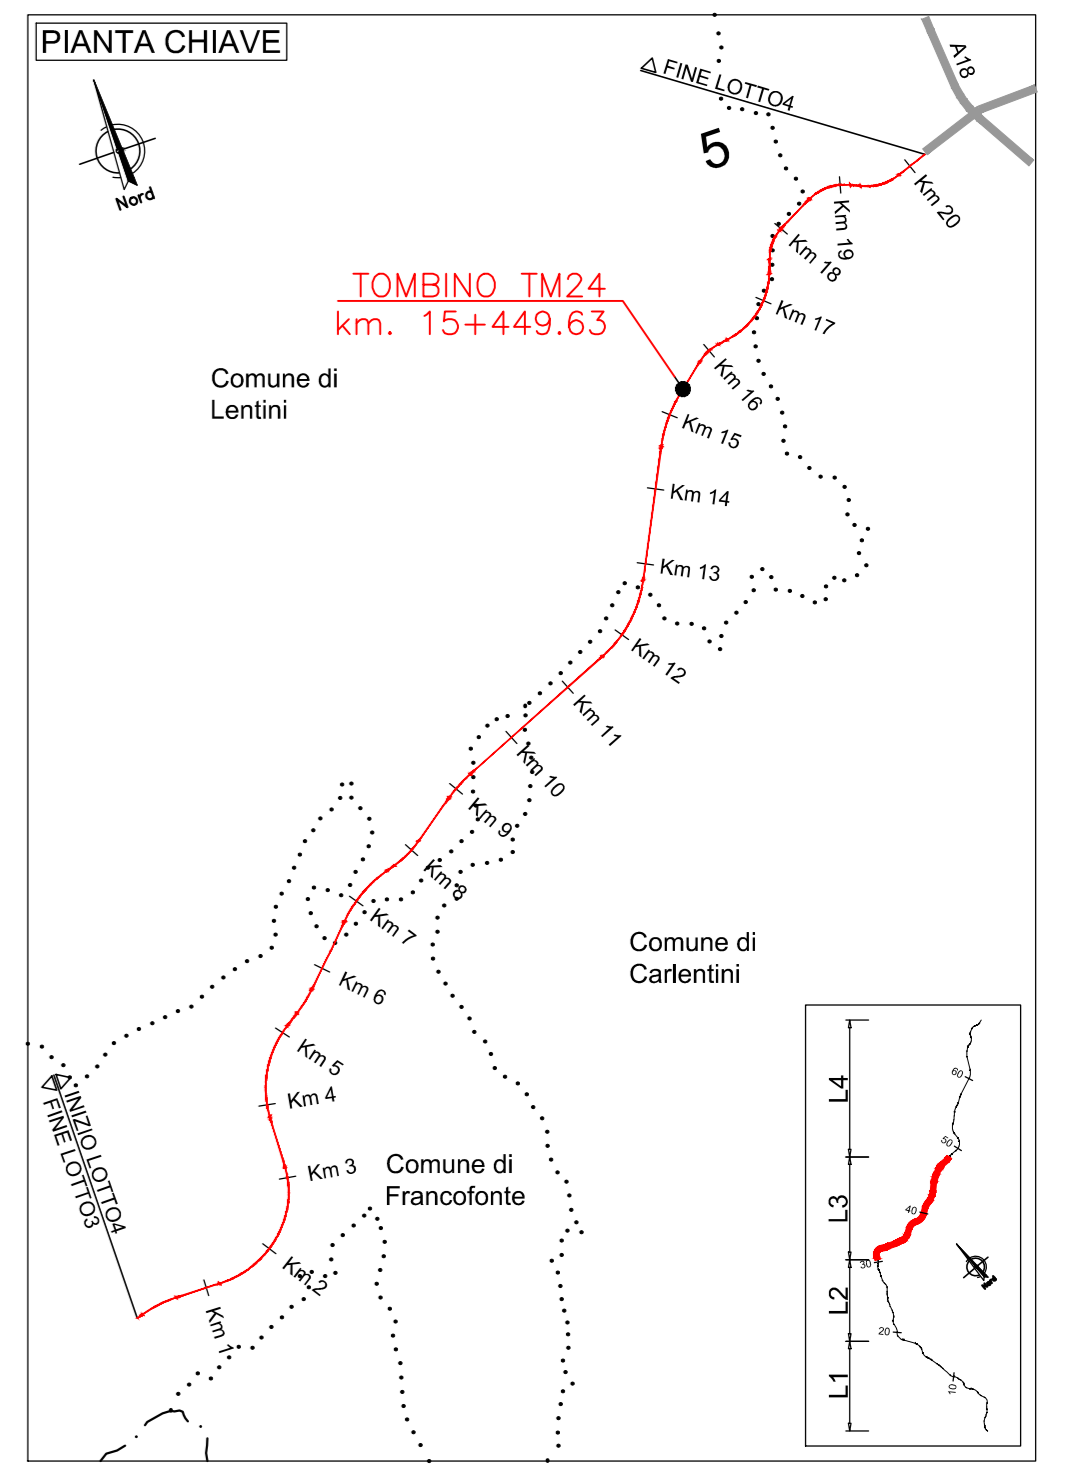 PIANTA CHIAVE
A18
FINE LOTTO4
5
Nord
Km 20
Km 19
Km 18
TOMBINO TM24
km. 15+449.63
Km 17
Comune di
Lentini
Km 16
Km 15
Km 14
Km 13
Km 12
Km 11
Km 10
Km 9
Km 8
Km 7
Comune di
Carlentini
Km 6
Km 5
Km 4
INIZIO LOTTO4
FINE LOTTO3
Km 3
Comune di
Francofonte
Km 2
Km 1
L4
60
50
L3
40
30
L2
20
L1
10